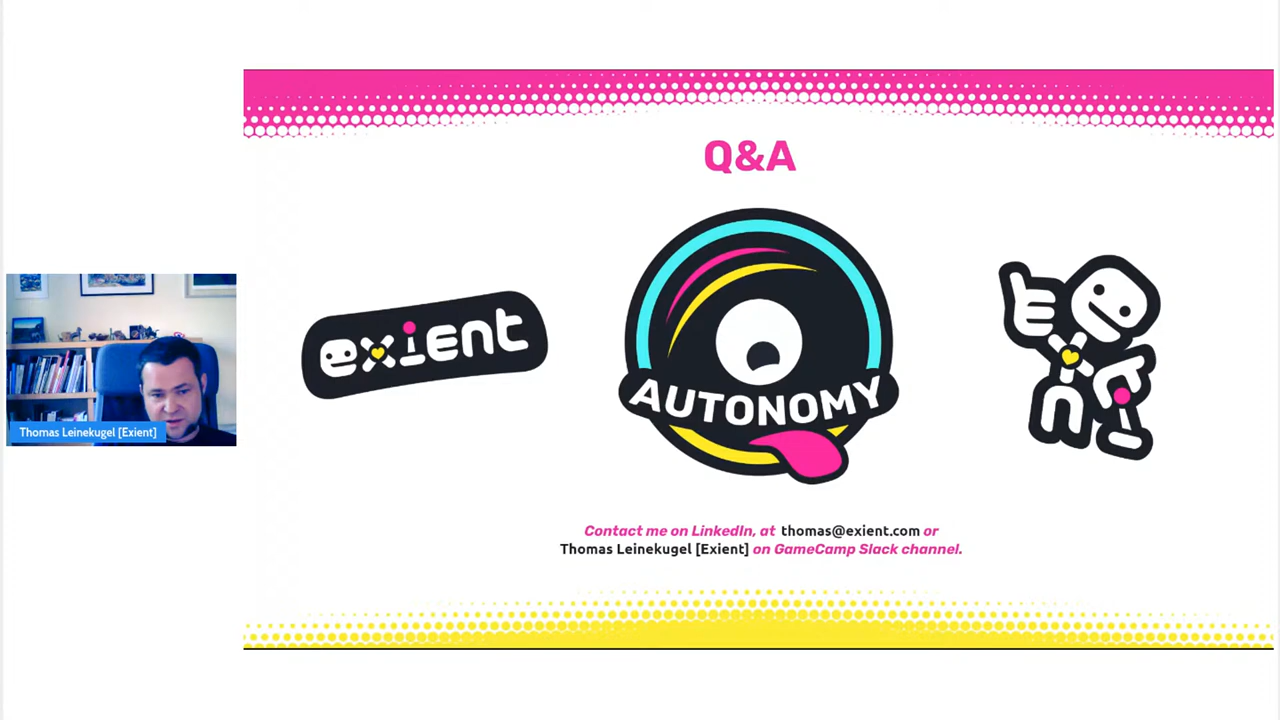 Q&A
exient
AUTONOMY
Thomas Leinekugel [Exient]
Contact me on LinkedIn, at thomas@exient.com or
Thomas Leinekugel [Exient] on GameCamp Slack channel.